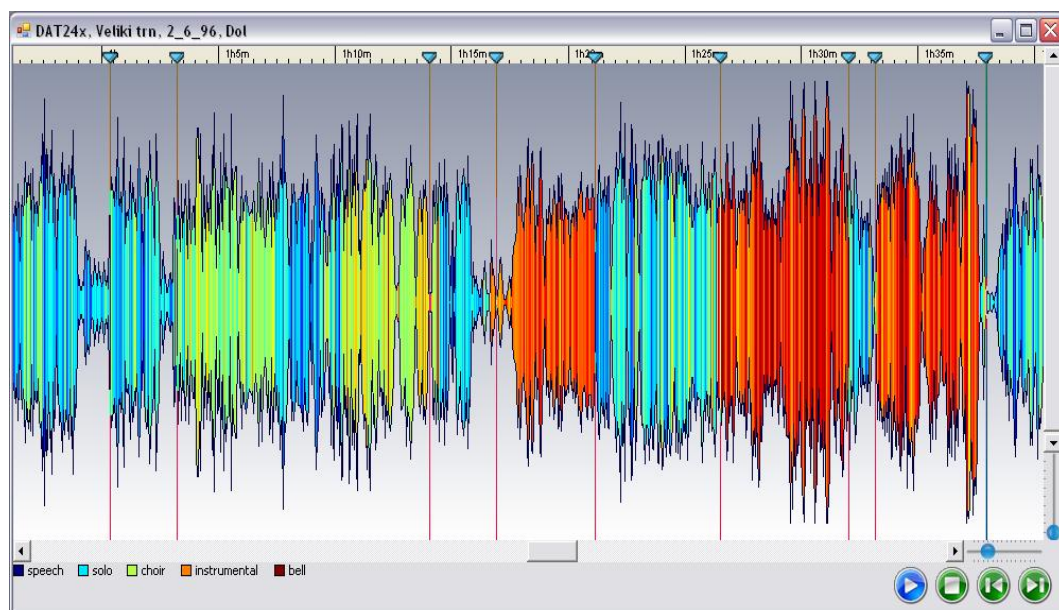 DAT24x, Veliki trn, 2_6_96, Dol
1h5m 1h10m 1h15m 1h25m 1h30m 1h35m
speech solo choir instrumental bell